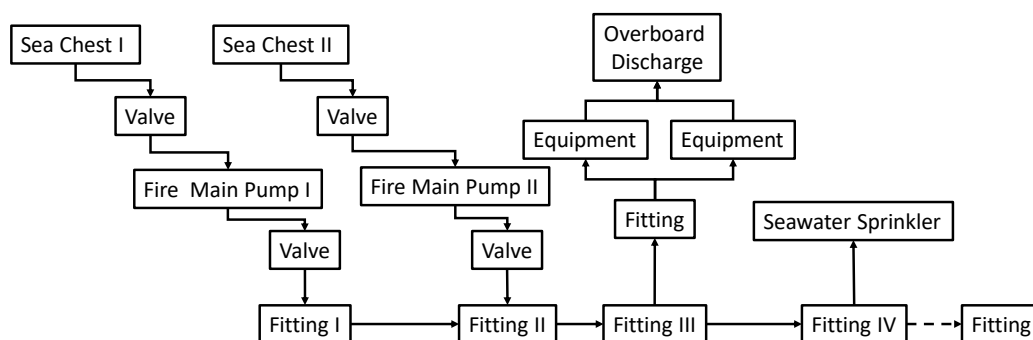 Sea Chest I
Sea Chest II
Overboard
Discharge
Valve
Valve
Equipment
Equipment
Fire Main Pump I
Fire Main Pump II
Fitting
Seawater Sprinkler
Valve
Valve
Fitting I
Fitting II
Fitting III
Fitting IV
Fitting